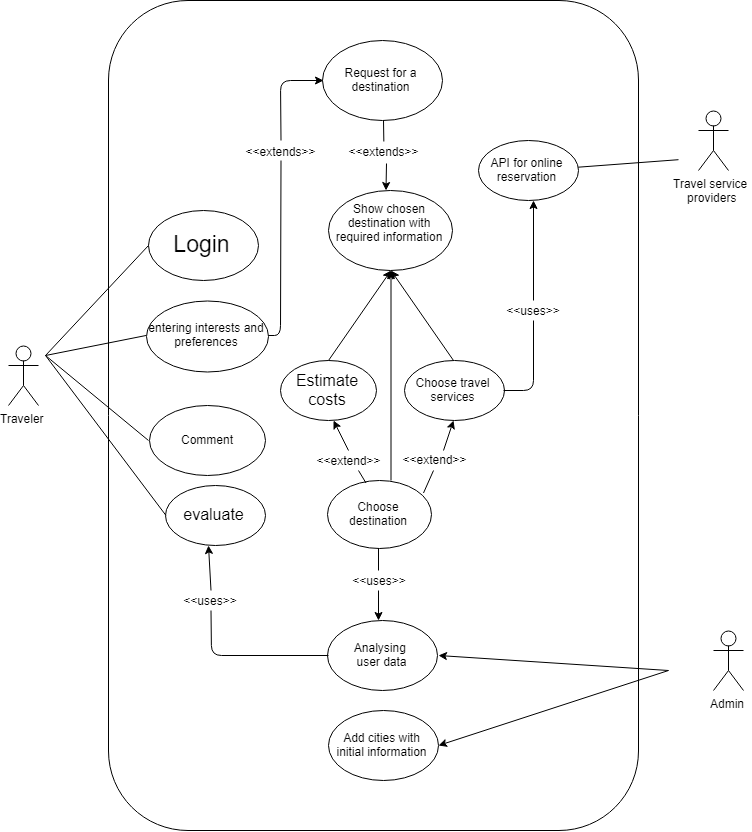 Request for a
destination
<<extends>>
<<extends>>
API for online
reservation
Travel service
providers
Show chosen
destination with
required information
Login
<<uses>>
entering interests and
preferences
Traveler
Estimate
costs
Choose travel
services
Comment
<<extend>>
<<extend>>
evaluate
Choose
destination
<<uses>>
<<uses>>
Analysing
user data
Admin
Add cities with
initial information